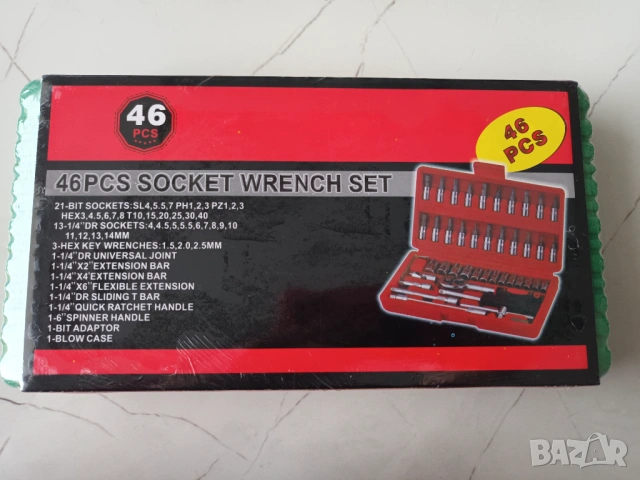 46
PCS
46
PCS
46PCS SOCKET WRENCH SET
21-BIT SOCKETS:SL4,5.5,7 PH1,2,3 PZ1,2,3
HEX3,4,5,6,7,8 T10,15,20,25,30,40
13-1/4"DR SOCKETS:4,4.5,5,5.5,6,7,8,9,10
11,12,13,14MM
3-HEX KEY WRENCHES:1.5,2.0,2.5MM
1-1/4"DR UNIVERSAL JOINT
1-1/4"X2"EXTENSION BAR
1-1/4"X4"EXTENSION BAR
1-1/4"X6"FLEXIBLE EXTENSION
1-1/4"DR SLIDING T BAR
1-1/4"QUICK RATCHET HANDLE
1-6"SPINNER HANDLE
1-BIT ADAPTOR
1-BLOW CASE
BAZAR